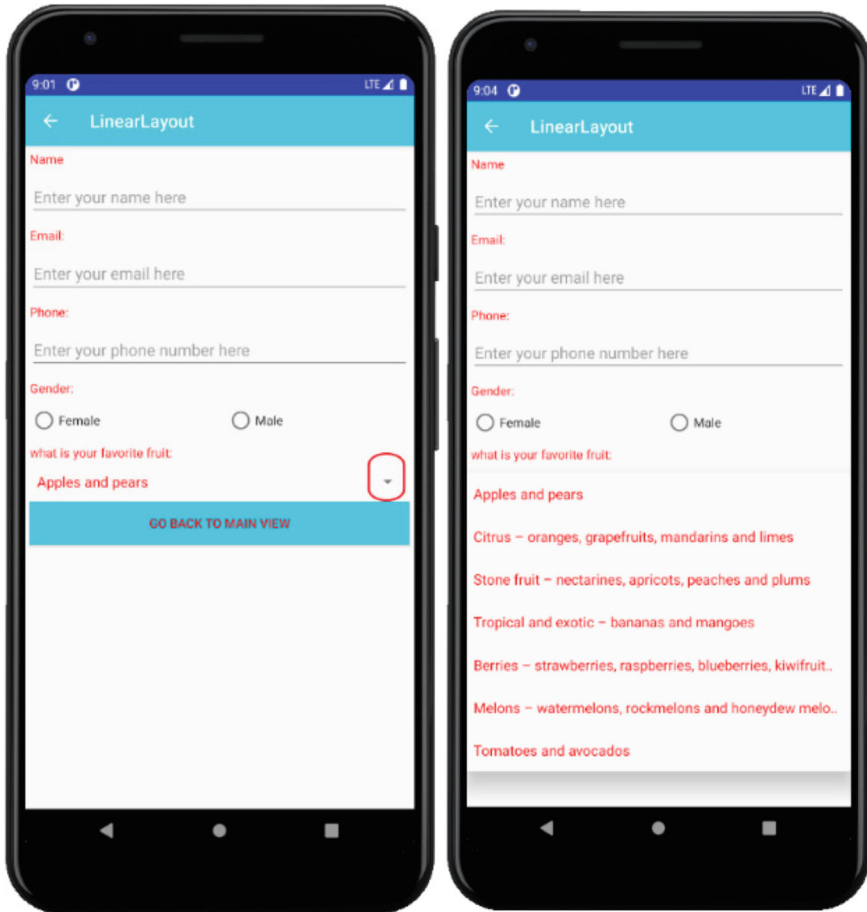 9:01 LTE
LinearLayout
Name
Enter your name here
Email:
Enter your email here
Phone:
Enter your phone number here
Gender:
Female Male
what is your favorite fruit:
Apples and pears
GO BACK TO MAIN VIEW
9:04 LTE
LinearLayout
Name
Enter your name here
Email:
Enter your email here
Phone:
Enter your phone number here
Gender:
Female Male
what is your favorite fruit:
Apples and pears
Citrus – oranges, grapefruits, mandarins and limes
Stone fruit – nectarines, apricots, peaches and plums
Tropical and exotic – bananas and mangoes
Berries – strawberries, raspberries, blueberries, kiwifruit..
Melons – watermelons, rockmelons and honeydew melo..
Tomatoes and avocados